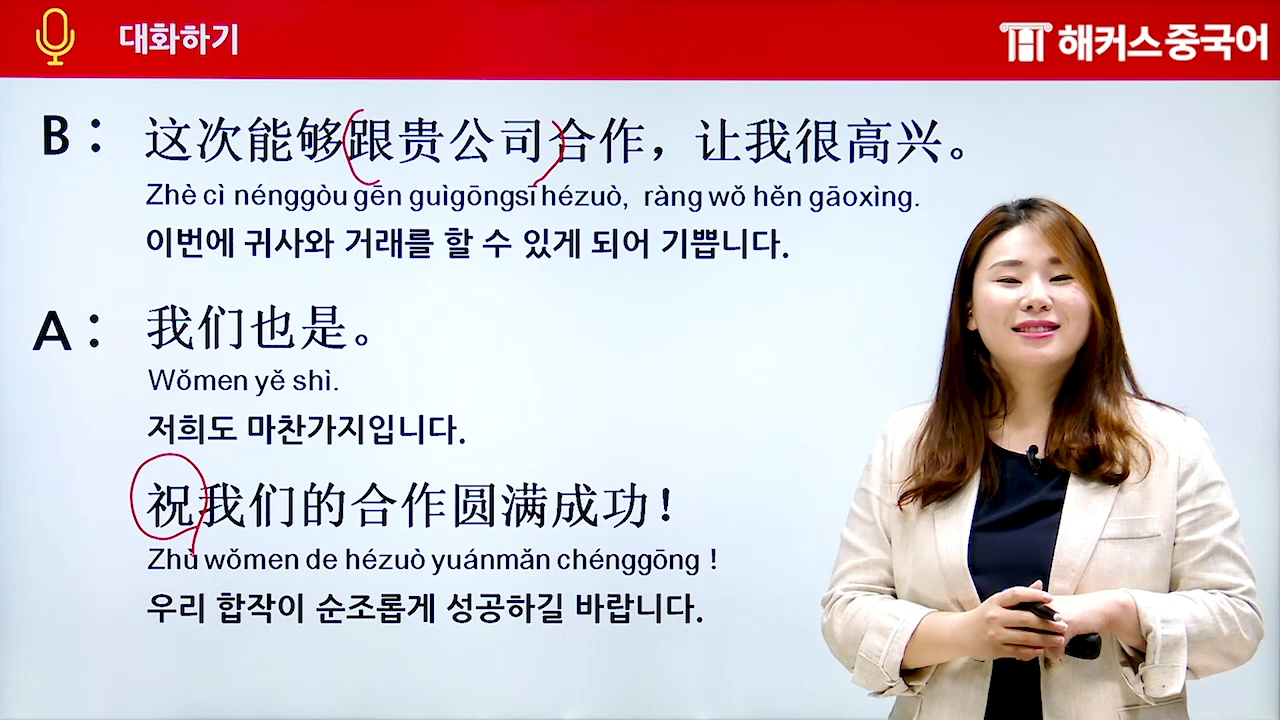 대화하기
해커스중국어
B : 这次能够跟贵公司合作，让我很高兴。
Zhè cì nénggòu gēn guìgōngsī hézuò, ràng wǒ hěn gāoxìng.
이번에 귀사와 거래를 할 수 있게 되어 기쁩니다.
A : 我们也是。
Wǒmen yě shì.
저희도 마찬가지입니다.
祝我们的合作圆满成功！
Zhù wǒmen de hézuò yuánmǎn chénggōng !
우리 합작이 순조롭게 성공하길 바랍니다.